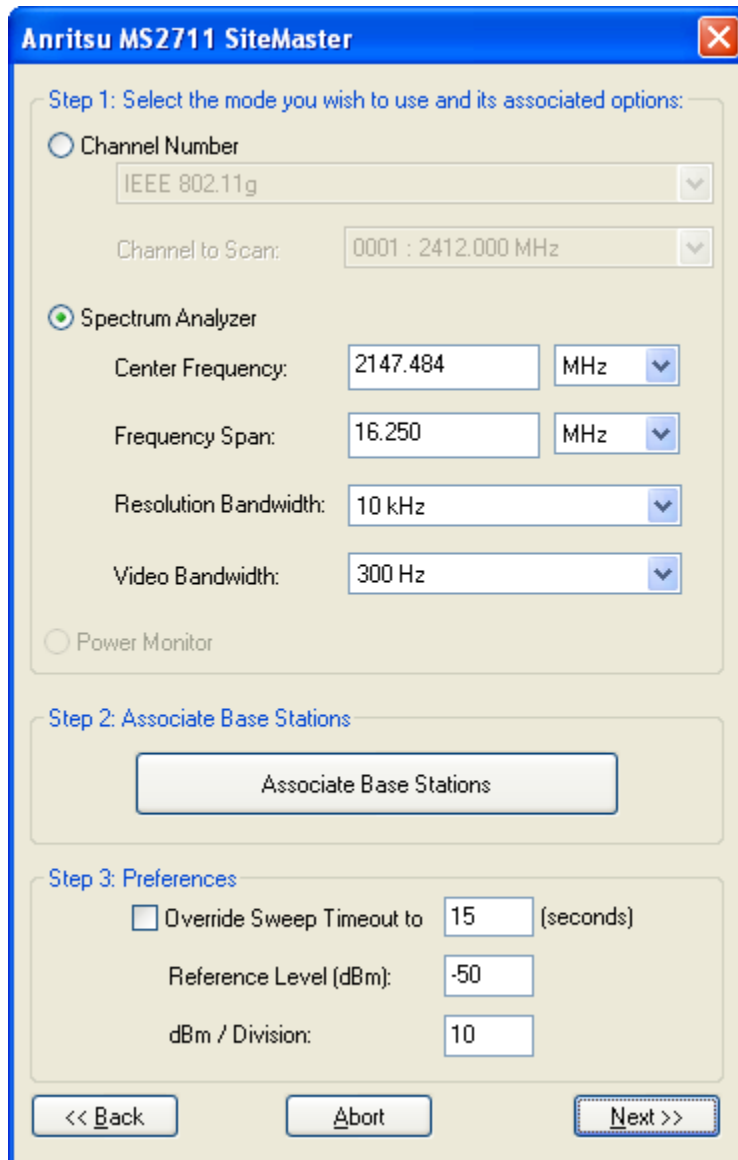 Anritsu MS2711 SiteMaster
Step 1: Select the mode you wish to use and its associated options:
Channel Number
IEEE 802.11g
Channel to Scan: 0001 : 2412.000 MHz
Spectrum Analyzer
Center Frequency: 2147.484 MHz
Frequency Span: 16.250 MHz
Resolution Bandwidth: 10 kHz
Video Bandwidth: 300 Hz
Power Monitor
Step 2: Associate Base Stations
Associate Base Stations
Step 3: Preferences
Override Sweep Timeout to 15 (seconds)
Reference Level (dBm): -50
dBm / Division: 10
<< Back Abort Next >>